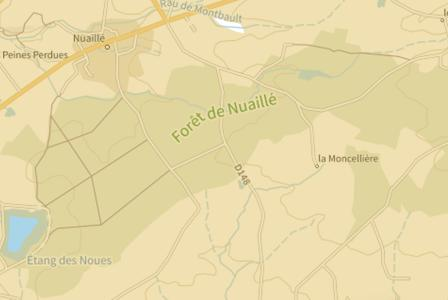 Rau de Montbault
Nuaillé
Peines Perdues
Forêt de Nuaillé
la Moncellière
D148
Étang des Noues